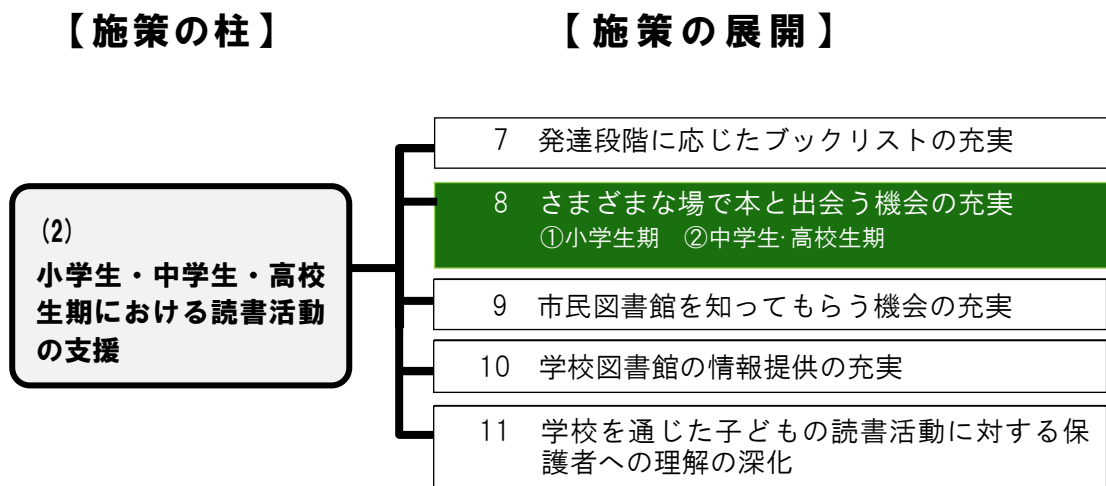 【施策の柱】
【施策の展開】
(2)
小学生・中学生・高校
生期における読書活動
の支援
7 発達段階に応じたブックリストの充実
8 さまざまな場で本と出会う機会の充実
①小学生期 ②中学生・高校生期
9 市民図書館を知ってもらう機会の充実
10 学校図書館の情報提供の充実
11 学校を通じた子どもの読書活動に対する保
護者への理解の深化